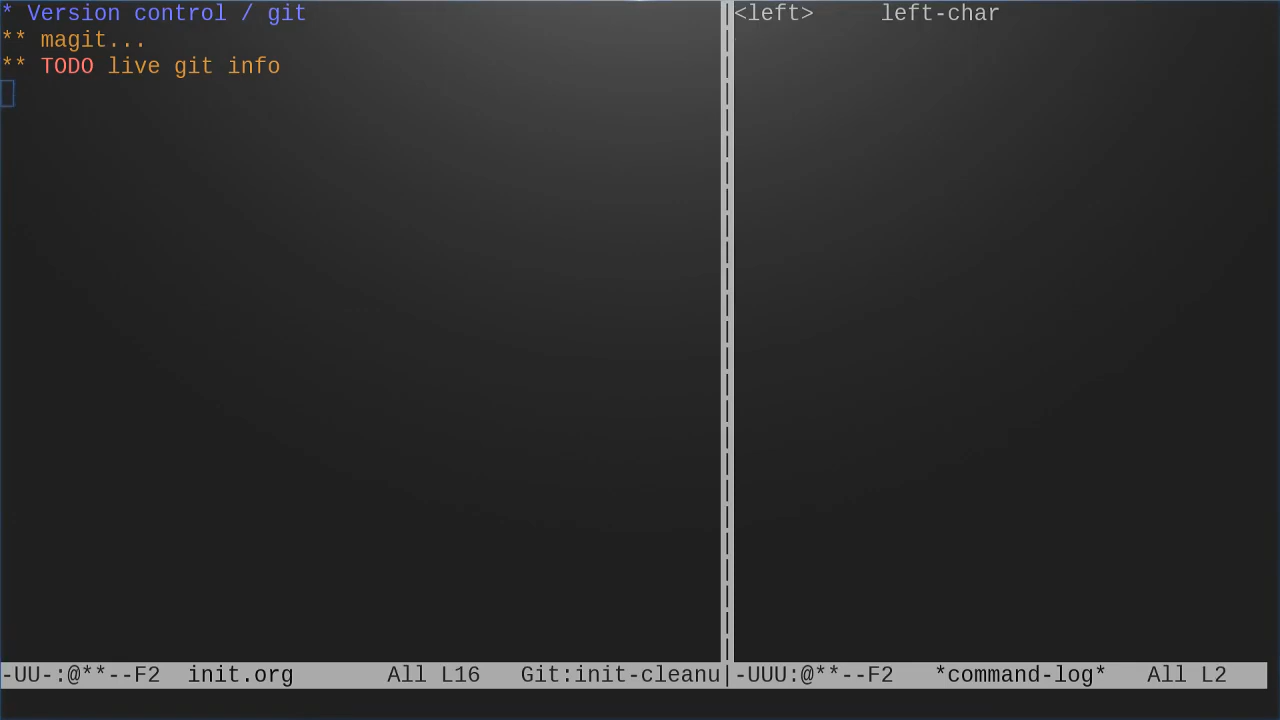 * Version control / git
** magit...
** TODO live git info
<left>     left-char
-UU-:@**--F2  init.org       All L16   Git:init-cleanu
-UUU:@**--F2   *command-log*   All L2